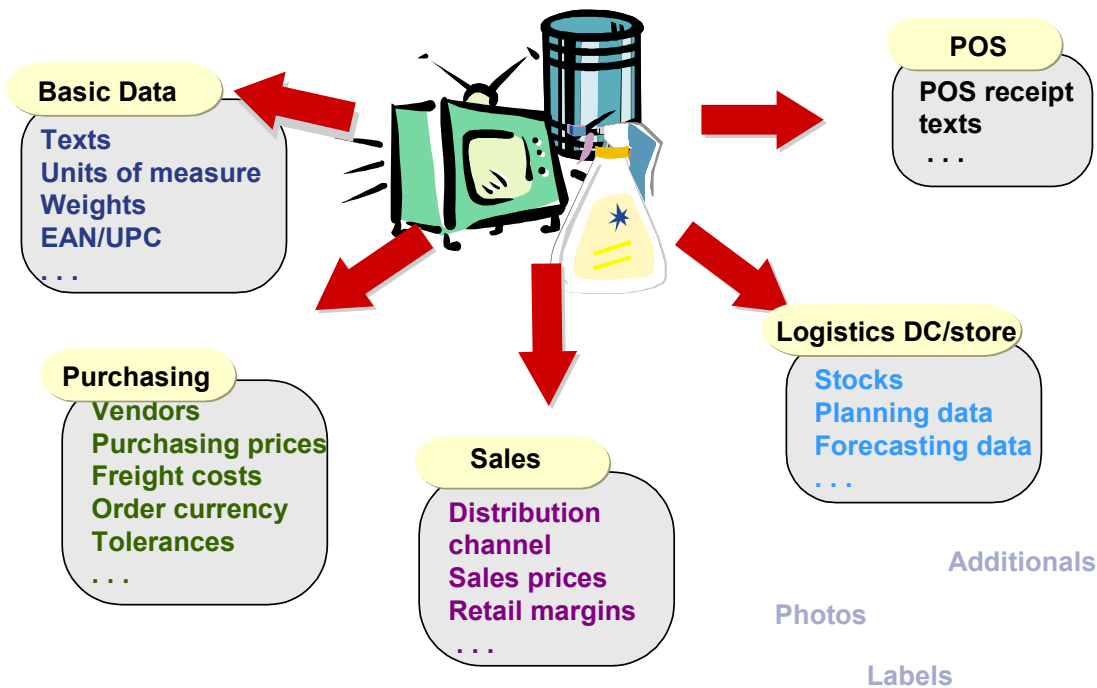 Basic Data
Texts
Units of measure
Weights
EAN/UPC
. . .
POS
POS receipt
texts
. . .
Purchasing
Vendors
Purchasing prices
Freight costs
Order currency
Tolerances
. . .
Sales
Distribution
channel
Sales prices
Retail margins
. . .
Logistics DC/store
Stocks
Planning data
Forecasting data
. . .
Additionals
Photos
Labels